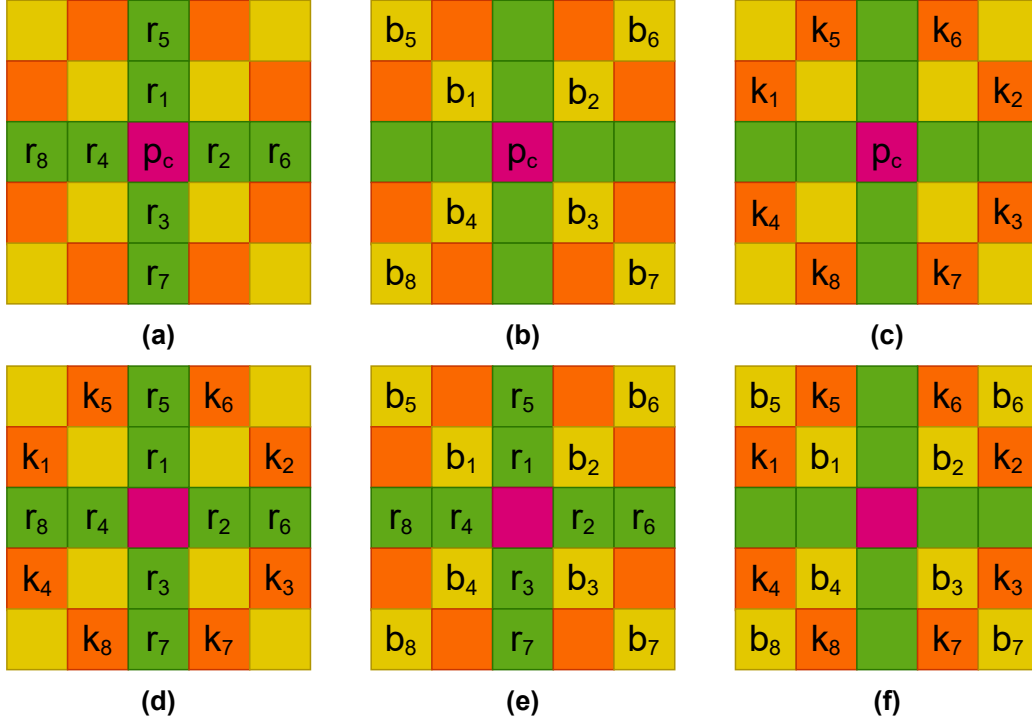 r5 b5 b6 k5 k6
r1 b1 b2 k1 k2
r8 r4 pc r2 r6 pc pc
r3 b4 b3 k4 k3
r7 b8 b7 k8 k7
(a) (b) (c)
k5 r5 k6 b5 r5 b6 b5 k5 k6 b6
k1 r1 k2 b1 r1 b2 k1 b1 b2 k2
r8 r4 r2 r6 r8 r4 r2 r6
k4 r3 k3 b4 r3 b3 k4 b4 b3 k3
k8 r7 k7 b8 r7 b7 b8 k8 k7 b7
(d) (e) (f)